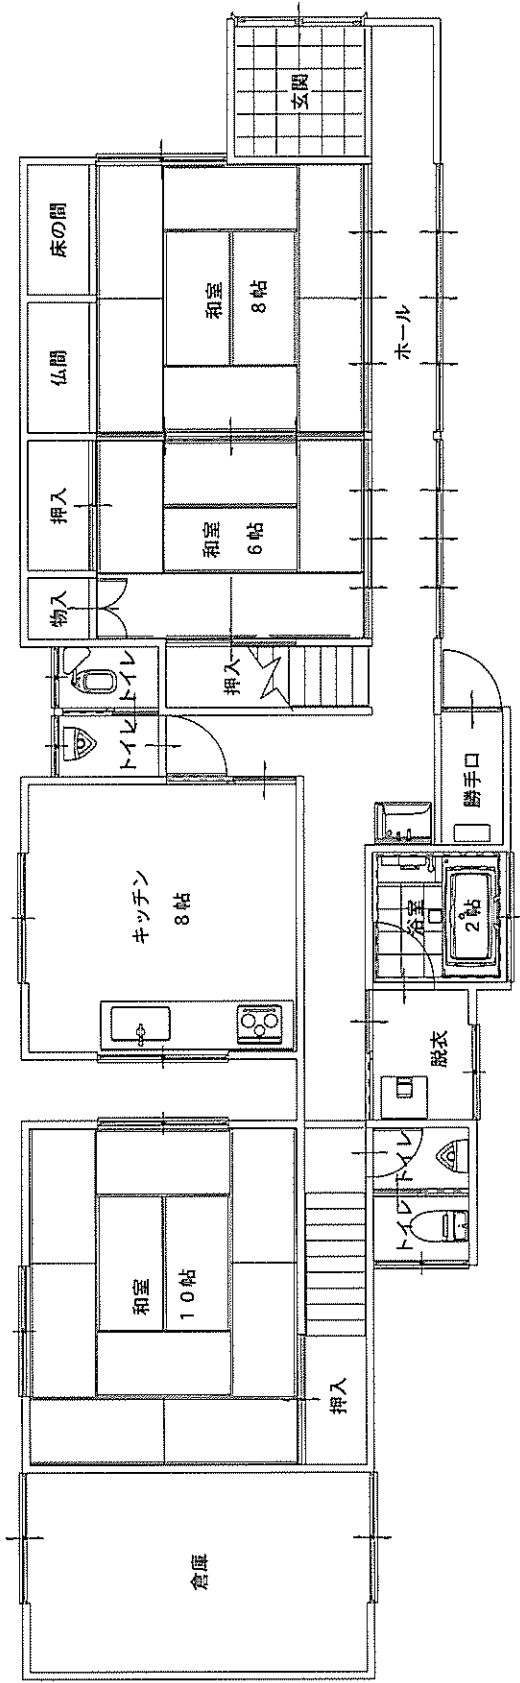 玄関
床の間
仏間
押入
物入
和室
8帖
和室
6帖
ホール
押入
トイレ
トイレ
勝手口
キッチン
8帖
浴室
2帖
脱衣
トイレ
トイレ
和室
10帖
押入
倉庫